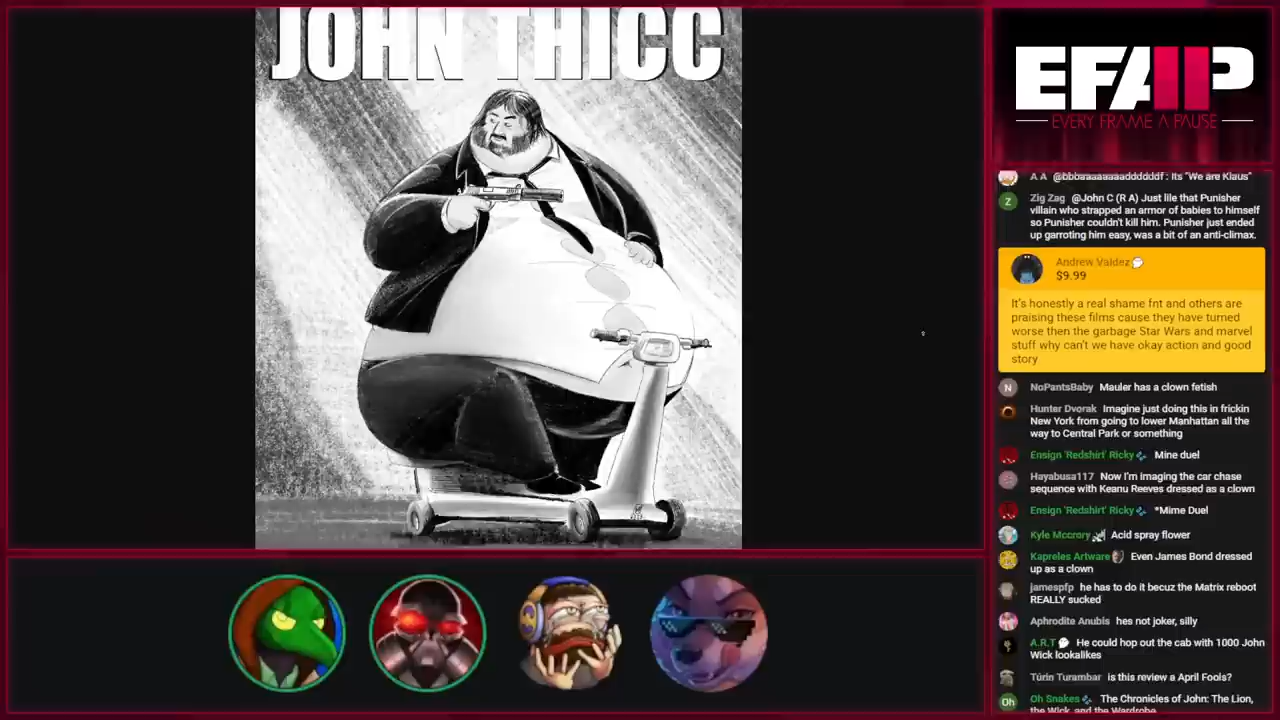 JOHN THICC
EFAP
EVERY FRAME A PAUSE
A A @bbbaaaaaaaddddddf : Its "We are Klaus"
Zig Zag @John C (R A) Just lile that Punisher
villain who strapped an armor of babies to himself
so Punisher couldn't kill him. Punisher just ended
up garroting him easy, was a bit of an anti-climax.
Andrew Valdez
$9.99
It's honestly a real shame fnt and others are
praising these films cause they have turned
worse then the garbage Star Wars and marvel
stuff why can't we have okay action and good
story
NoPantsBaby Mauler has a clown fetish
Hunter Dvorak Imagine just doing this in frickin
New York from going to lower Manhattan all the
way to Central Park or something
Ensign 'Redshirt' Ricky Mine duel
Hayabusa117 Now I'm imaging the car chase
sequence with Keanu Reeves dressed as a clown
Ensign 'Redshirt' Ricky *Mime Duel
Kyle Mccrory Acid spray flower
Kapreles Artware Even James Bond dressed
up as a clown
jamespfp he has to do it becuz the Matrix reboot
REALLY sucked
Aphrodite Anubis hes not joker, silly
A.R.T He could hop out the cab with 1000 John
Wick lookalikes
Túrin Turambar is this review a April Fools?
Oh Snakes The Chronicles of John: The Lion,
the Wick, and the Wardrobe